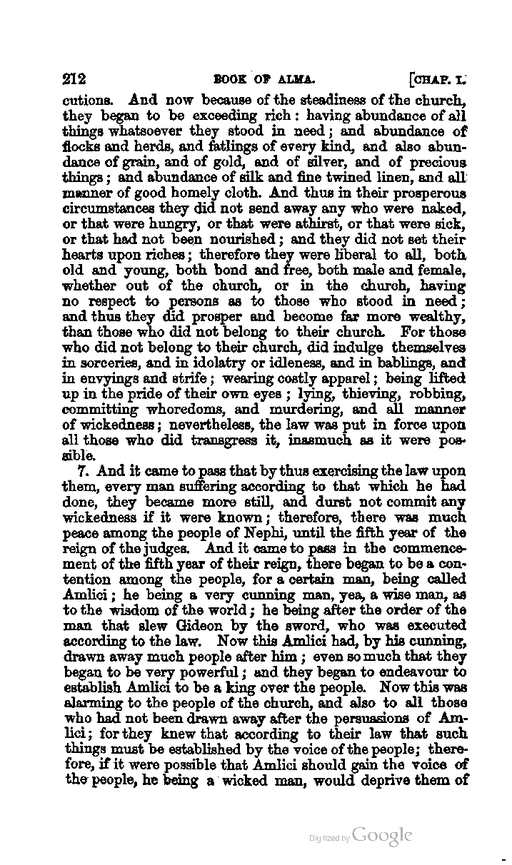 212 BOOK OF ALMA. [CHAP. I.
cutions. And now because of the steadiness of the church,
they began to be exceeding rich: having abundance of all
things whatsoever they stood in need; and abundance of
flocks and herds, and fatlings of every kind, and also abun-
dance of grain, and of gold, and of silver, and of precious
things; and abundance of silk and fine twined linen, and all
manner of good homely cloth. And thus in their prosperous
circumstances they did not send away any who were naked,
or that were hungry, or that were athirst, or that were sick,
or that had not been nourished; and they did not set their
hearts upon riches; therefore they were liberal to all, both
old and young, both bond and free, both male and female,
whether out of the church, or in the church, having
no respect to persons as to those who stood in need;
and thus they did prosper and become far more wealthy,
than those who did not belong to their church. For those
who did not belong to their church, did indulge themselves
in sorceries, and in idolatry or idleness, and in bablings, and
in envyings and strife; wearing costly apparel; being lifted
up in the pride of their own eyes; lying, thieving, robbing,
committing whoredoms, and murdering, and all manner
of wickedness; nevertheless, the law was put in force upon
all those who did transgress it, inasmuch as it were pos-
sible.
7. And it came to pass that by thus exercising the law upon
them, every man suffering according to that which he had
done, they became more still, and durst not commit any
wickedness if it were known; therefore, there was much
peace among the people of Nephi, until the fifth year of the
reign of the judges. And it came to pass in the commence-
ment of the fifth year of their reign, there began to be a con-
tention among the people, for a certain man, being called
Amlici; he being a very cunning man, yea, a wise man, as
to the wisdom of the world; he being after the order of the
man that slew Gideon by the sword, who was executed
according to the law. Now this Amlici had, by his cunning,
drawn away much people after him; even so much that they
began to be very powerful; and they began to endeavour to
establish Amlici to be a king over the people. Now this was
alarming to the people of the church, and also to all those
who had not been drawn away after the persuasions of Am-
lici; for they knew that according to their law that such
things must be established by the voice of the people; there-
fore, if it were possible that Amlici should gain the voice of
the people, he being a wicked man, would deprive them of
Digitized by Google